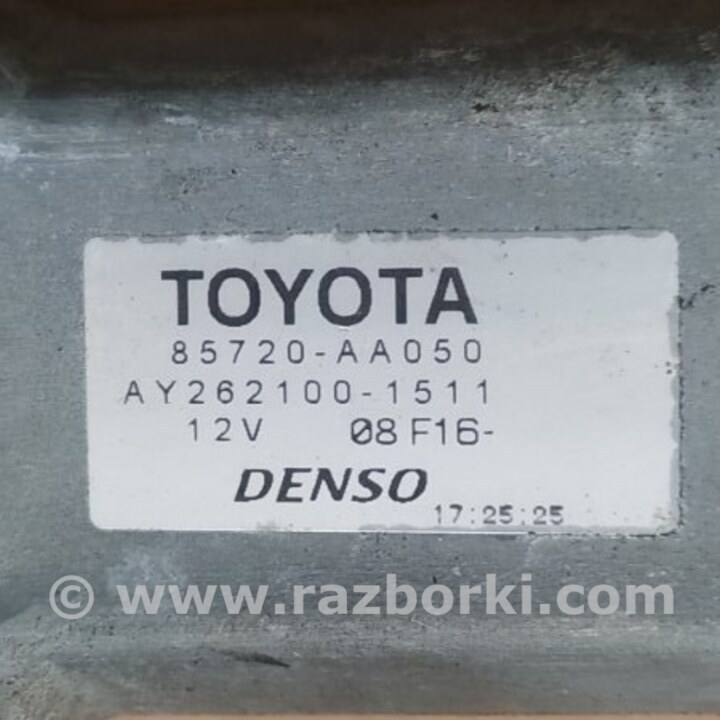 TOYOTA
85720-AA050
AY262100-1511
12V 08F16-
DENSO
17:25:25
© www.razborki.com